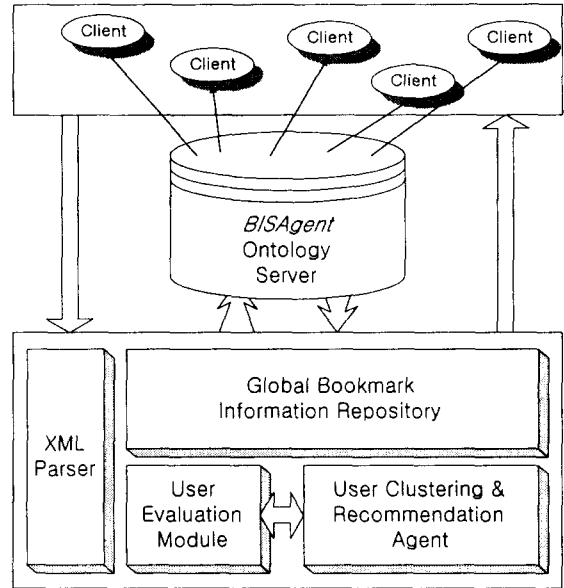 Client
Client
Client
Client
Client
BISAgent
Ontology
Server
Global Bookmark
Information Repository
XML
Parser
User
Evaluation
Module
User Clustering &
Recommendation
Agent